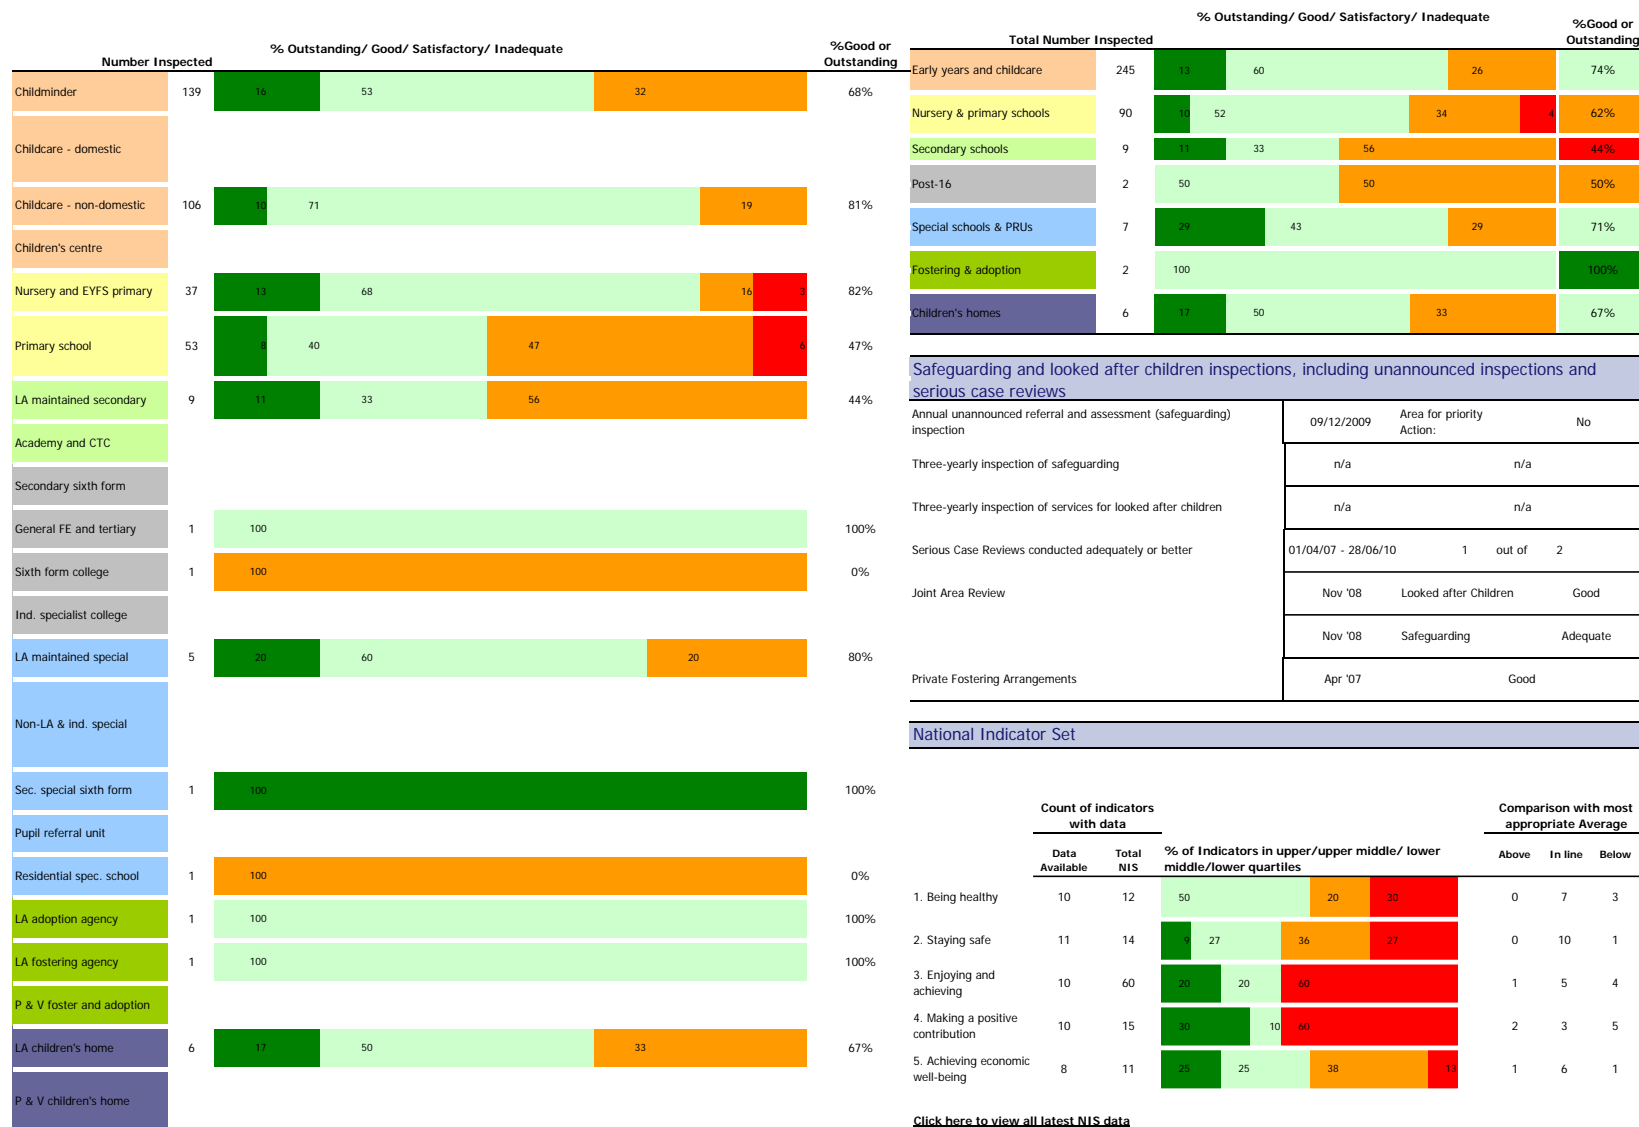 % Outstanding/ Good/ Satisfactory/ Inadequate
%Good or
Number Inspected
Outstanding
Childminder 139 16 53 32 68%
Childcare - domestic
Childcare - non-domestic 106 10 71 19 81%
Children's centre
Nursery and EYFS primary 37 13 68 16 3 82%
Primary school 53 8 40 47 6 47%
LA maintained secondary 9 11 33 56 44%
Academy and CTC
Secondary sixth form
General FE and tertiary 1 100 100%
Sixth form college 1 100 0%
Ind. specialist college
LA maintained special 5 20 60 20 80%
Non-LA & ind. special
Sec. special sixth form 1 100 100%
Pupil referral unit
Residential spec. school 1 100 0%
LA adoption agency 1 100 100%
LA fostering agency 1 100 100%
P & V foster and adoption
LA children's home 6 17 50 33 67%
P & V children's home
% Outstanding/ Good/ Satisfactory/ Inadequate
%Good or
Total Number Inspected
Outstanding
Early years and childcare 245 13 60 26 74%
Nursery & primary schools 90 10 52 34 4 62%
Secondary schools 9 11 33 56 44%
Post-16 2 50 50 50%
Special schools & PRUs 7 29 43 29 71%
Fostering & adoption 2 100 100%
Children's homes 6 17 50 33 67%
Safeguarding and looked after children inspections, including unannounced inspections and
serious case reviews
Annual unannounced referral and assessment (safeguarding)
inspection
09/12/2009
Area for priority
Action:
No
Three-yearly inspection of safeguarding n/a n/a
Three-yearly inspection of services for looked after children n/a n/a
Serious Case Reviews conducted adequately or better 01/04/07 - 28/06/10 1 out of 2
Joint Area Review Nov '08 Looked after Children Good
Nov '08 Safeguarding Adequate
Private Fostering Arrangements Apr '07 Good
National Indicator Set
Count of indicators
with data
Comparison with most
appropriate Average
Data
Available
Total
NIS
% of Indicators in upper/upper middle/ lower
middle/lower quartiles
Above In line Below
1. Being healthy 10 12 50 20 30 0 7 3
2. Staying safe 11 14 9 27 36 27 0 10 1
3. Enjoying and
achieving
10 60 20 20 60 1 5 4
4. Making a positive
contribution
10 15 30 10 60 2 3 5
5. Achieving economic
well-being
8 11 25 25 38 13 1 6 1
Click here to view all latest NIS data